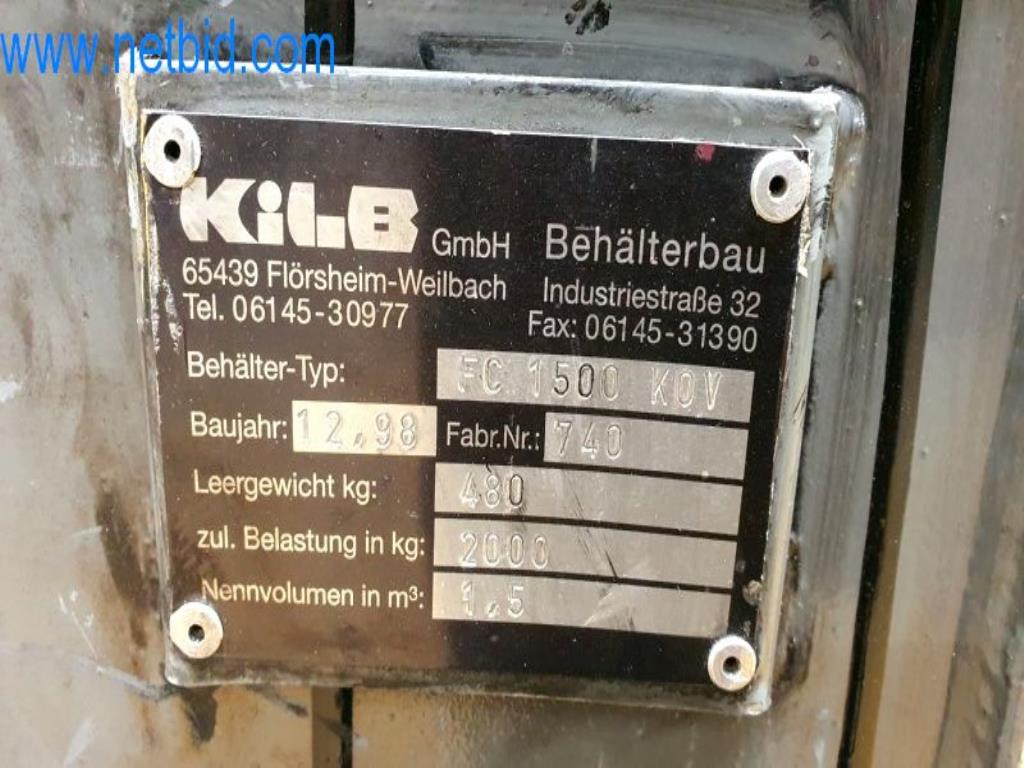 www.netbid.com
KiLB GmbH Behälterbau
65439 Flörsheim-Weilbach Industriestraße 32
Tel. 06145-30977 Fax: 06145-31390
Behälter-Typ: FC 1500 KOV
Baujahr: 12.98 Fabr.Nr.: 740
Leergewicht kg: 480
zul. Belastung in kg: 2000
Nennvolumen in m³: 1.5